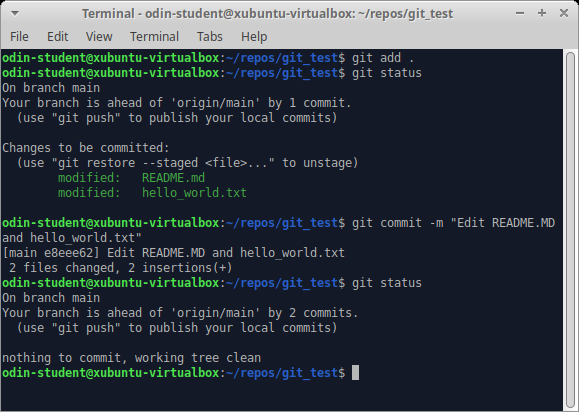 Terminal - odin-student@xubuntu-virtualbox: ~/repos/git_test
File Edit View Terminal Tabs Help
odin-student@xubuntu-virtualbox:~/repos/git_test$ git add .
odin-student@xubuntu-virtualbox:~/repos/git_test$ git status
On branch main
Your branch is ahead of 'origin/main' by 1 commit.
  (use "git push" to publish your local commits)

Changes to be committed:
  (use "git restore --staged <file>..." to unstage)
        modified:   README.md
        modified:   hello_world.txt

odin-student@xubuntu-virtualbox:~/repos/git_test$ git commit -m "Edit README.MD
and hello_world.txt"
[main e8eee62] Edit README.MD and hello_world.txt
 2 files changed, 2 insertions(+)
odin-student@xubuntu-virtualbox:~/repos/git_test$ git status
On branch main
Your branch is ahead of 'origin/main' by 2 commits.
  (use "git push" to publish your local commits)

nothing to commit, working tree clean
odin-student@xubuntu-virtualbox:~/repos/git_test$